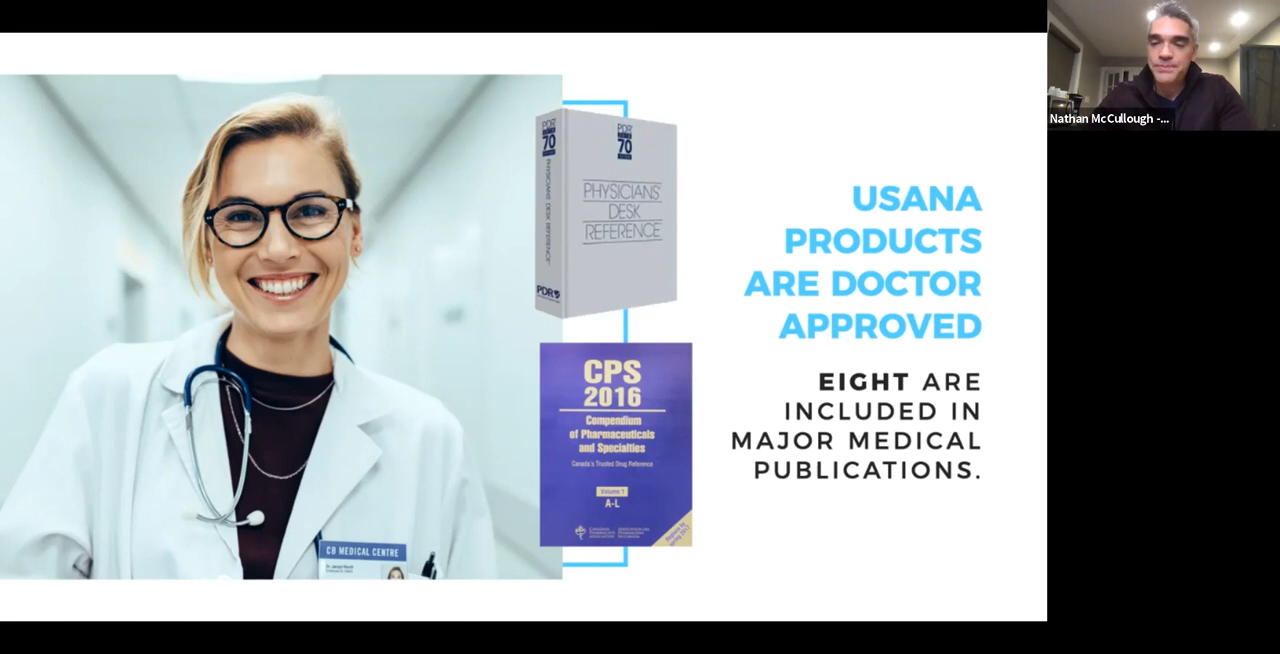 Nathan McCullough -...
USANA
PRODUCTS
ARE DOCTOR
APPROVED
EIGHT ARE
INCLUDED IN
MAJOR MEDICAL
PUBLICATIONS.
PDR
70
PHYSICIANS' DESK REFERENCE
PDR
PDR
70
PHYSICIANS'
DESK
REFERENCE
CPS
2016
Compendium
of Pharmaceuticals
and Specialties
Canada's Trusted Drug Reference
Volume 1
A-L
CB MEDICAL CENTRE